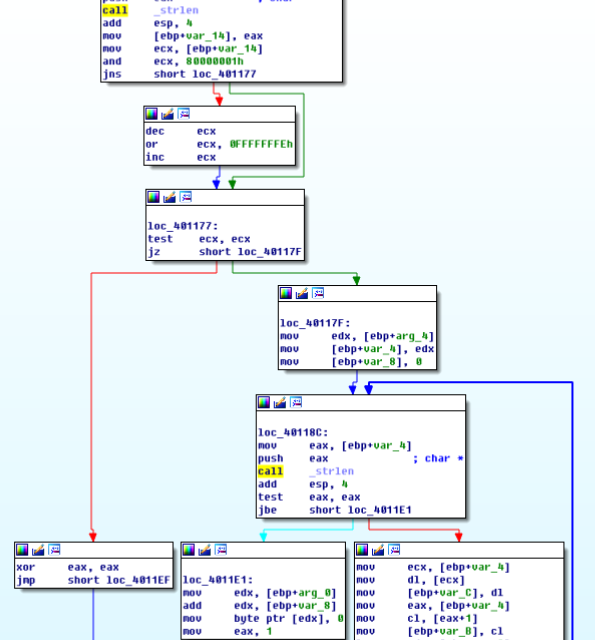 call _strlen
add esp, 4
mov [ebp+var_14], eax
mov ecx, [ebp+var_14]
and ecx, 80000001h
jns short loc_401177
dec ecx
or ecx, 0FFFFFFFEh
inc ecx
loc_401177:
test ecx, ecx
jz short loc_40117F
loc_40117F:
mov edx, [ebp+arg_4]
mov [ebp+var_4], edx
mov [ebp+var_8], 0
loc_40118C:
mov eax, [ebp+var_4]
push eax ; char *
call _strlen
add esp, 4
test eax, eax
jbe short loc_4011E1
xor eax, eax
jmp short loc_4011EF
loc_4011E1:
mov edx, [ebp+arg_0]
add edx, [ebp+var_8]
mov byte ptr [edx], 0
mov eax, 1
mov ecx, [ebp+var_4]
mov dl, [ecx]
mov [ebp+var_C], dl
mov eax, [ebp+var_4]
mov cl, [eax+1]
mov [ebp+var_B], cl